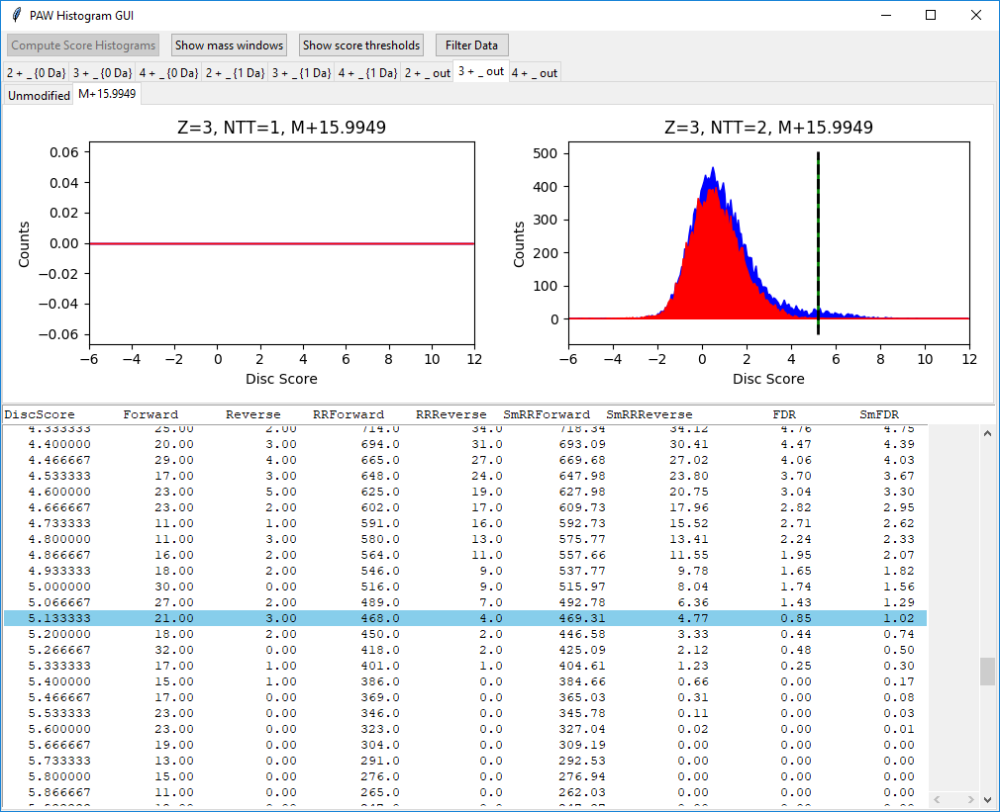 PAW Histogram GUI
Compute Score Histograms Show mass windows Show score thresholds Filter Data
2 + _ {0 Da} 3 + _ {0 Da} 4 + _ {0 Da} 2 + _ {1 Da} 3 + _ {1 Da} 4 + _ {1 Da} 2 + _ out 3 + _ out 4 + _ out
Unmodified M+15.9949
Z=3, NTT=1, M+15.9949
0.06
0.04
0.02
0.00
−0.02
−0.04
−0.06
Counts
−6 −4 −2 0 2 4 6 8 10 12
Disc Score
Z=3, NTT=2, M+15.9949
500
400
300
200
100
0
Counts
−6 −4 −2 0 2 4 6 8 10 12
Disc Score
DiscScore Forward Reverse RRForward RRReverse SmRRForward SmRRReverse FDR SmFDR
4.333333 25.00 2.00 714.0 34.0 718.34 34.12 4.76 4.75
4.400000 20.00 3.00 694.0 31.0 693.09 30.41 4.47 4.39
4.466667 29.00 4.00 665.0 27.0 669.68 27.02 4.06 4.03
4.533333 17.00 3.00 648.0 24.0 647.98 23.80 3.70 3.67
4.600000 23.00 5.00 625.0 19.0 627.98 20.75 3.04 3.30
4.666667 23.00 2.00 602.0 17.0 609.73 17.96 2.82 2.95
4.733333 11.00 1.00 591.0 16.0 592.73 15.52 2.71 2.62
4.800000 11.00 3.00 580.0 13.0 575.77 13.41 2.24 2.33
4.866667 16.00 2.00 564.0 11.0 557.66 11.55 1.95 2.07
4.933333 18.00 2.00 546.0 9.0 537.77 9.78 1.65 1.82
5.000000 30.00 0.00 516.0 9.0 515.97 8.04 1.74 1.56
5.066667 27.00 2.00 489.0 7.0 492.78 6.36 1.43 1.29
5.133333 21.00 3.00 468.0 4.0 469.31 4.77 0.85 1.02
5.200000 18.00 2.00 450.0 2.0 446.58 3.33 0.44 0.74
5.266667 32.00 0.00 418.0 2.0 425.09 2.12 0.48 0.50
5.333333 17.00 1.00 401.0 1.0 404.61 1.23 0.25 0.30
5.400000 15.00 1.00 386.0 0.0 384.66 0.66 0.00 0.17
5.466667 17.00 0.00 369.0 0.0 365.03 0.31 0.00 0.08
5.533333 23.00 0.00 346.0 0.0 345.78 0.11 0.00 0.03
5.600000 23.00 0.00 323.0 0.0 327.04 0.02 0.00 0.01
5.666667 19.00 0.00 304.0 0.0 309.19 0.00 0.00 0.00
5.733333 13.00 0.00 291.0 0.0 292.53 0.00 0.00 0.00
5.800000 15.00 0.00 276.0 0.0 276.94 0.00 0.00 0.00
5.866667 11.00 0.00 265.0 0.0 262.03 0.00 0.00 0.00